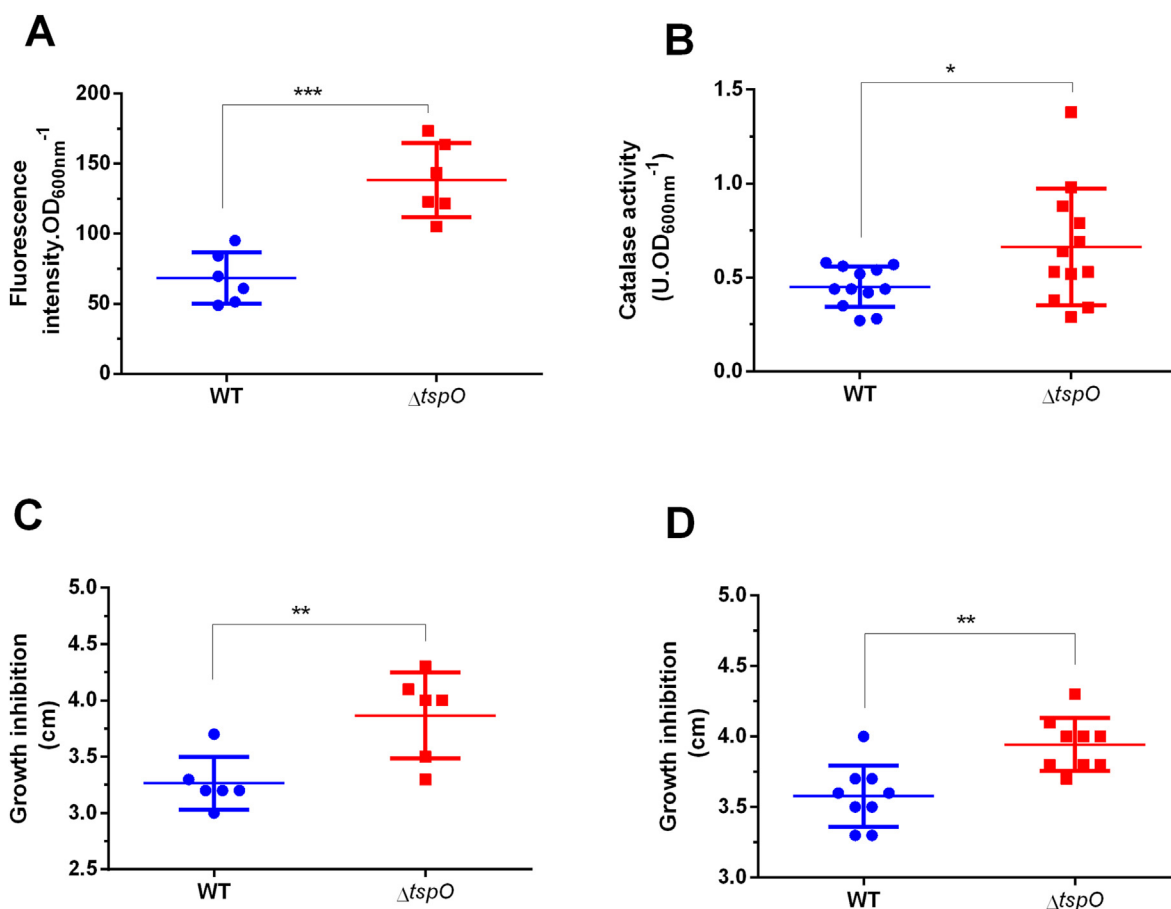 A
Fluorescence
intensity.OD600nm-1
200
150
100
50
0
***
WT
ΔtspO
B
Catalase activity
(U.OD600nm-1)
1.5
1.0
0.5
0.0
*
WT
ΔtspO
C
Growth inhibition
(cm)
5.0
4.5
4.0
3.5
3.0
2.5
**
WT
ΔtspO
D
Growth inhibition
(cm)
5.0
4.5
4.0
3.5
3.0
**
WT
ΔtspO